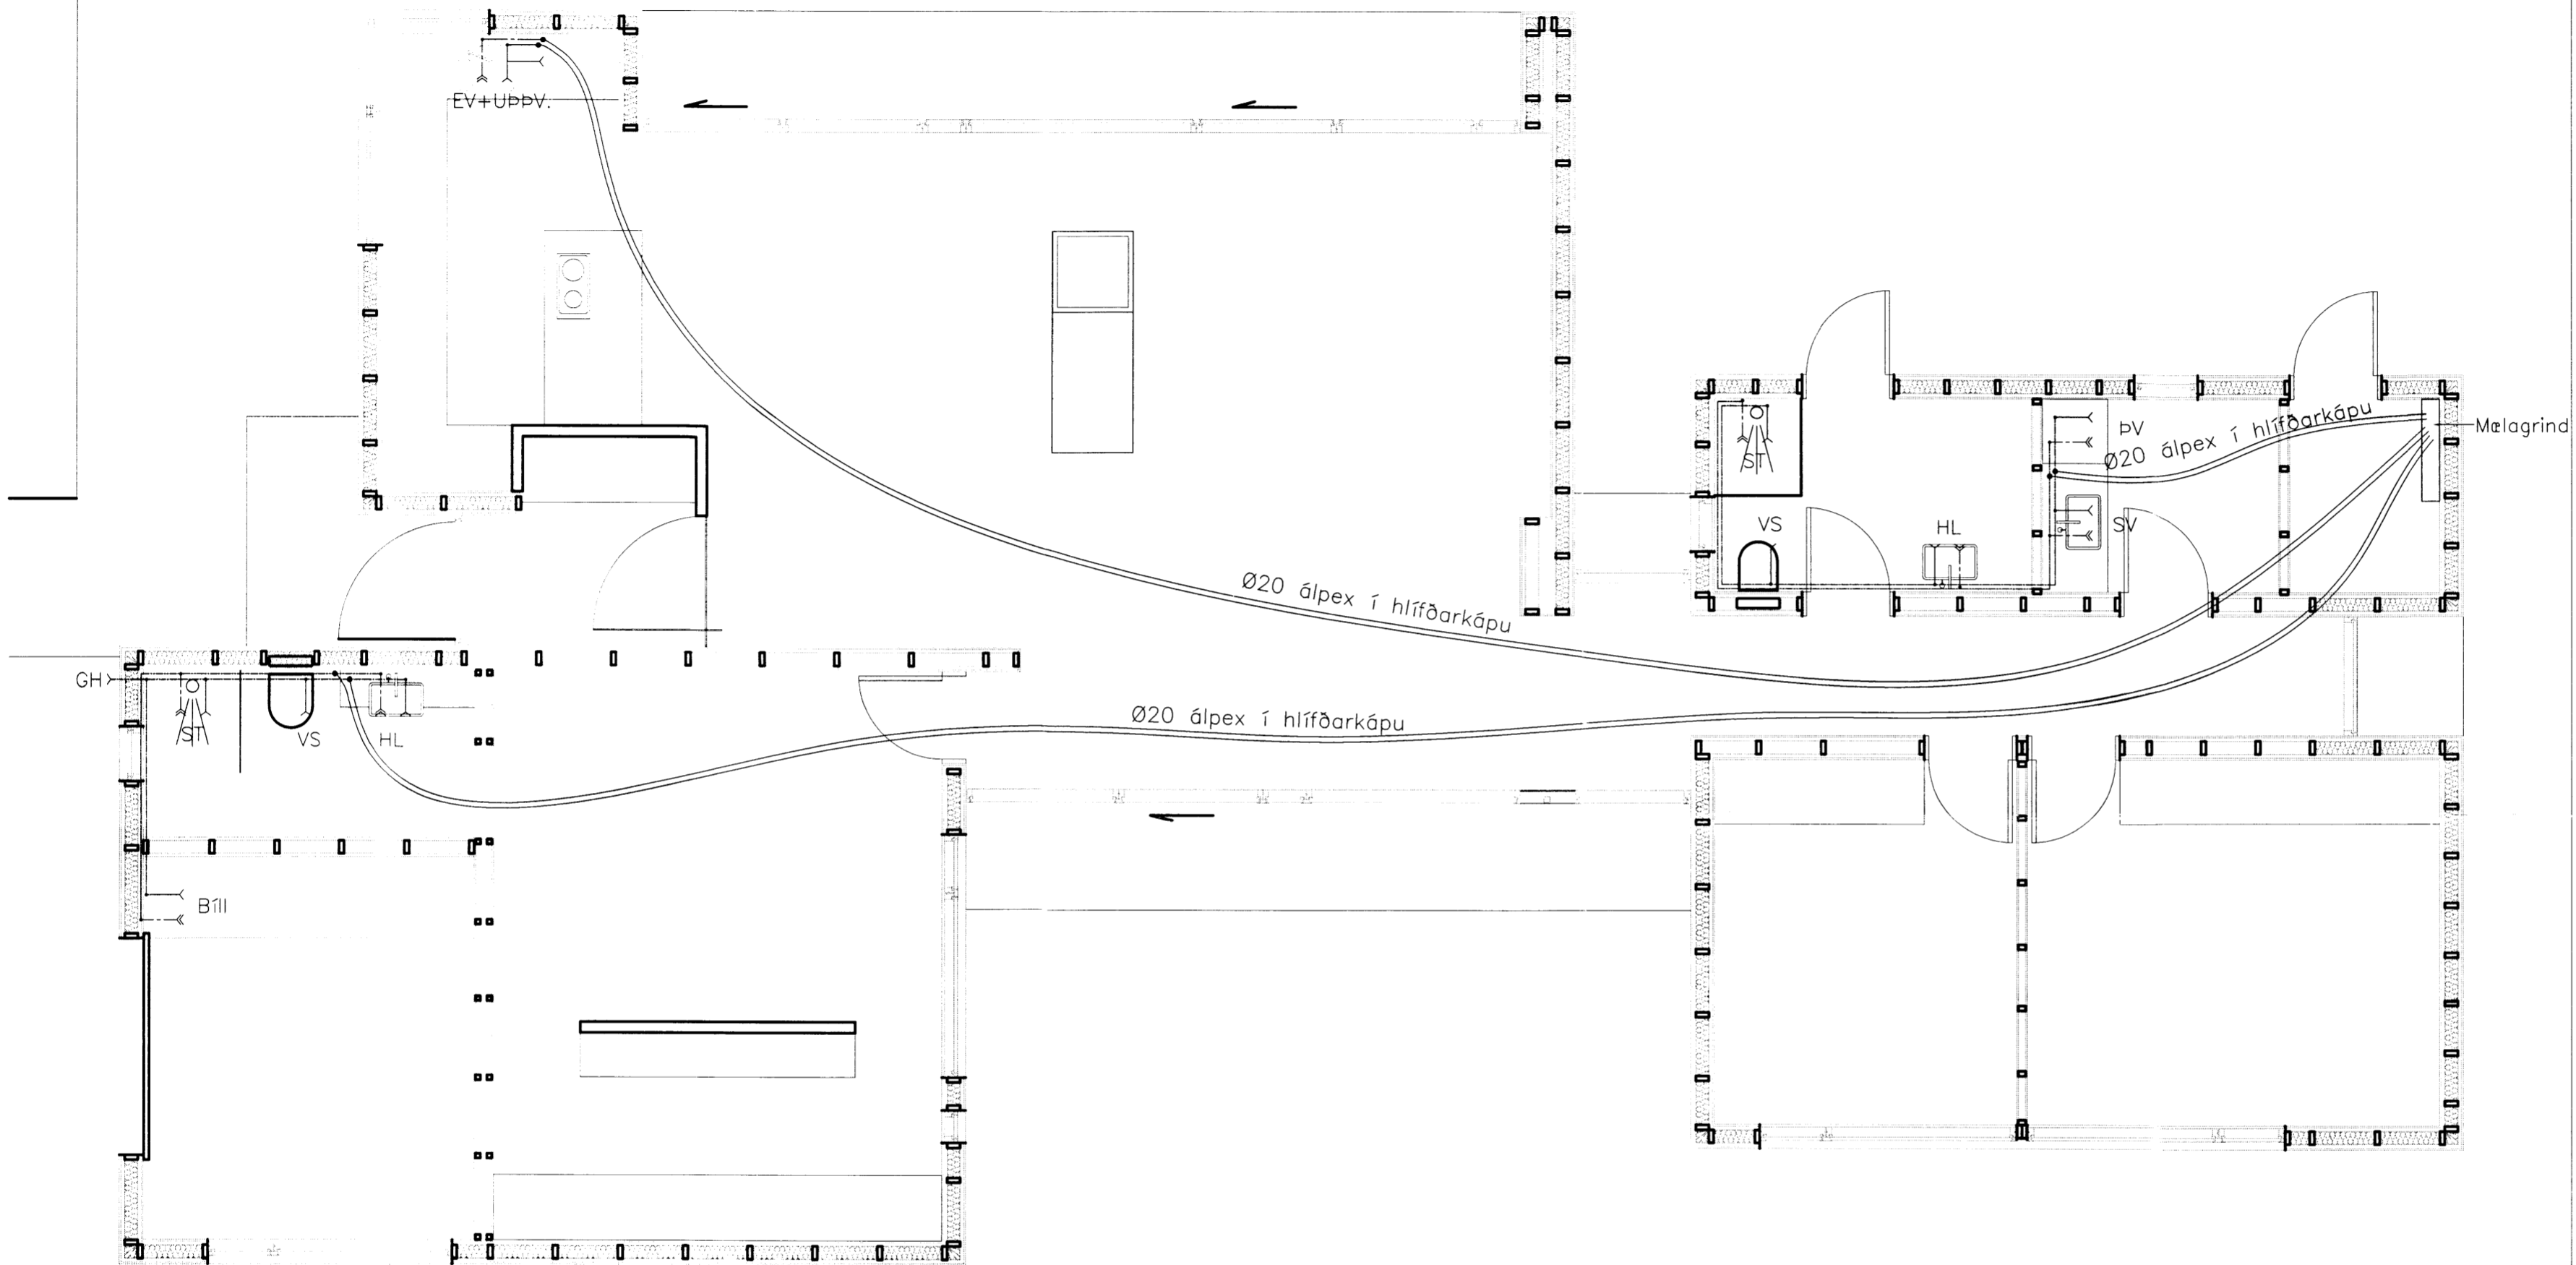 EV+UÞÞV.
Ø20 álpex í hlífðarkápu
ÞV
Mælagrind
ST
VS
HL
SV
Ø20 álpex í hlífðarkápu
GH
ST
VS
HL
Ø20 álpex í hlífðarkápu
Bíll